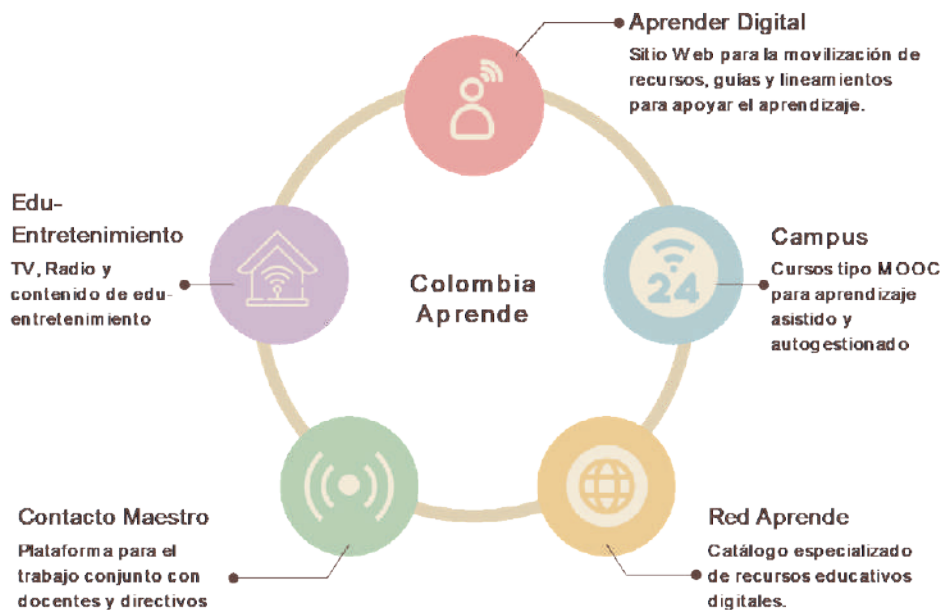 Aprender Digital
Sitio Web para la movilización de
recursos, guías y lineamientos
para apoyar el aprendizaje.
Edu-
Entretenimiento
TV, Radio y
contenido de edu-
entretenimiento
Colombia
Aprende
24
Campus
Cursos tipo MOOC
para aprendizaje
asistido y
autogestionado
Contacto Maestro
Plataforma para el
trabajo conjunto con
docentes y directivos
Red Aprende
Catálogo especializado
de recursos educativos
digitales.